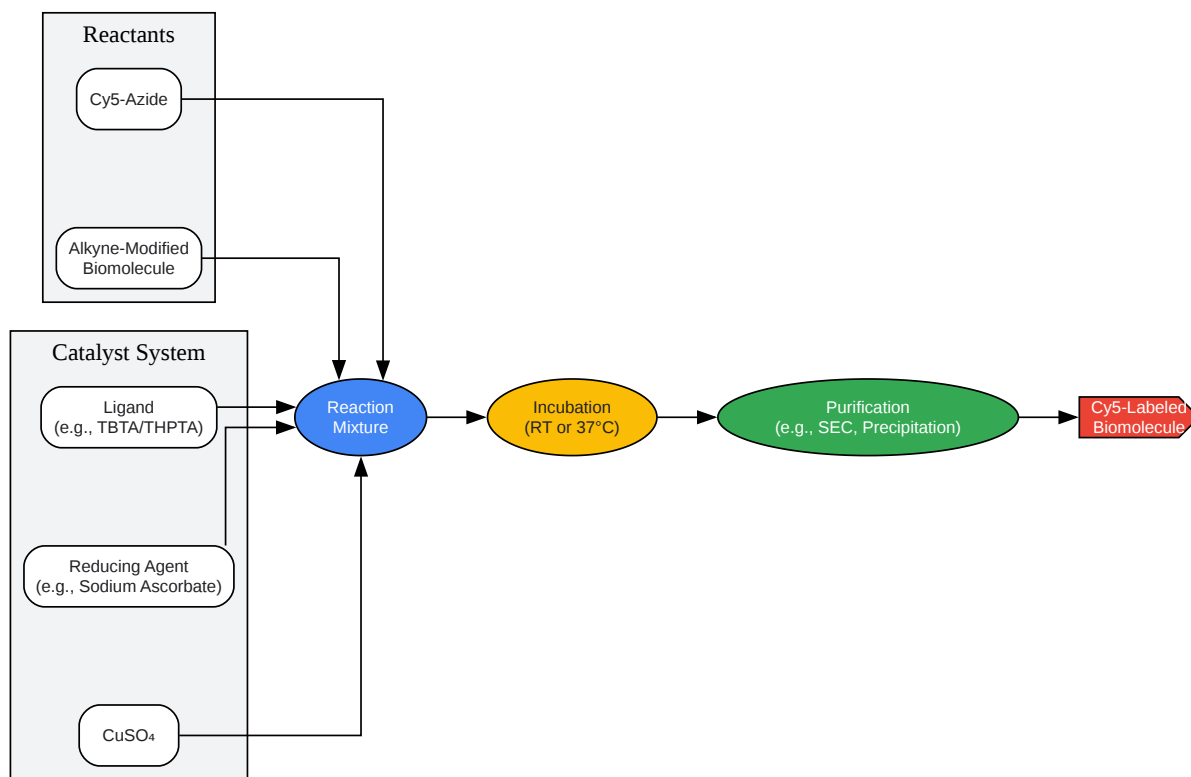 Reactants
Cy5-Azide
Alkyne-Modified
Biomolecule
Catalyst System
Ligand
(e.g., TBTA/THPTA)
Reducing Agent
(e.g., Sodium Ascorbate)
CuSO₄
Reaction
Mixture
Incubation
(RT or 37°C)
Purification
(e.g., SEC, Precipitation)
Cy5-Labeled
Biomolecule